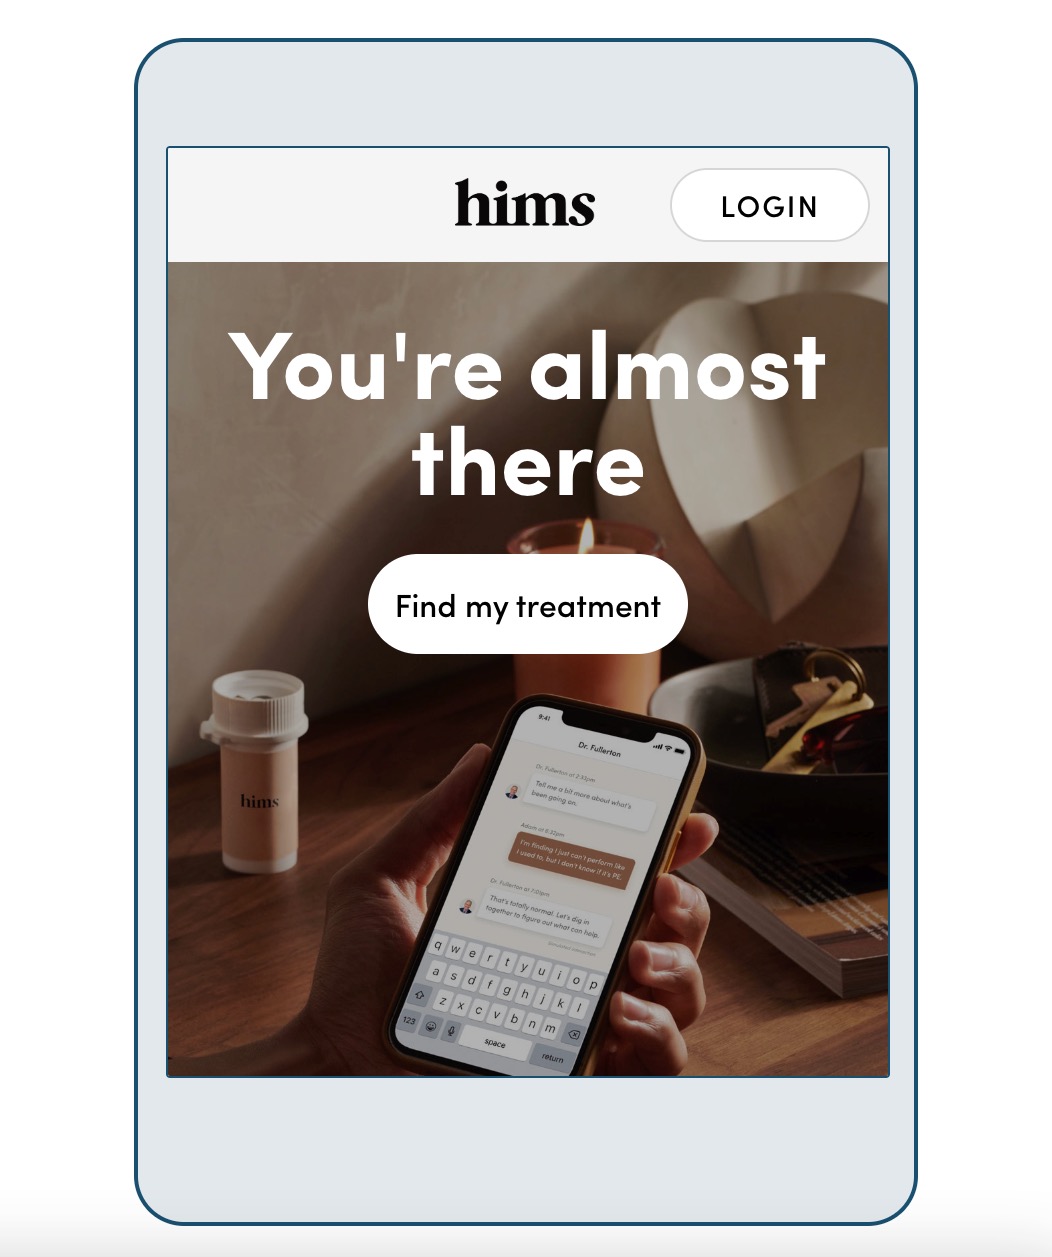 hims
LOGIN
You're almost
there
Find my treatment
hims
9:41
Dr. Fullerton
Dr. Fullerton at 2:33pm
Tell me a bit more about what's
been going on.
Adam at 6:32pm
I'm finding I just can't perform like
I used to, but I don't know if it's PE.
Dr. Fullerton at 7:01pm
That's totally normal. Let's dig in
together to figure out what can help.
q w e r t y u i o p
a s d f g h j k l
z x c v b n m
123 space return